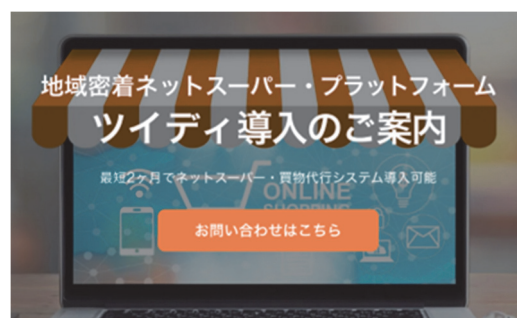 地域密着ネットスーパー・プラットフォーム
ツイディ導入のご案内
最短2ヶ月でネットスーパー・買物代行システム導入可能
ONLINE
SHOPPING
お問い合わせはこちら